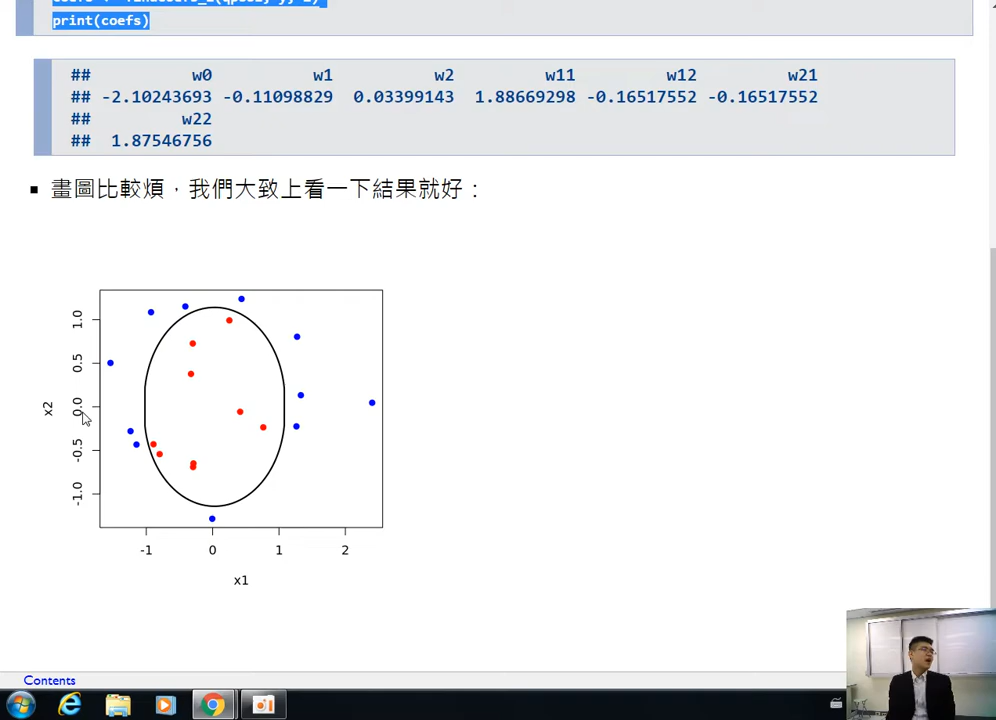 print(coefs)
## w0 w1 w2 w11 w12 w21
## -2.10243693 -0.11098829 0.03399143 1.88669298 -0.16517552 -0.16517552
## w22
## 1.87546756
▪ 畫圖比較煩，我們大致上看一下結果就好：
1.0
0.5
0.0
-0.5
-1.0
x2
-1 0 1 2
x1
Contents